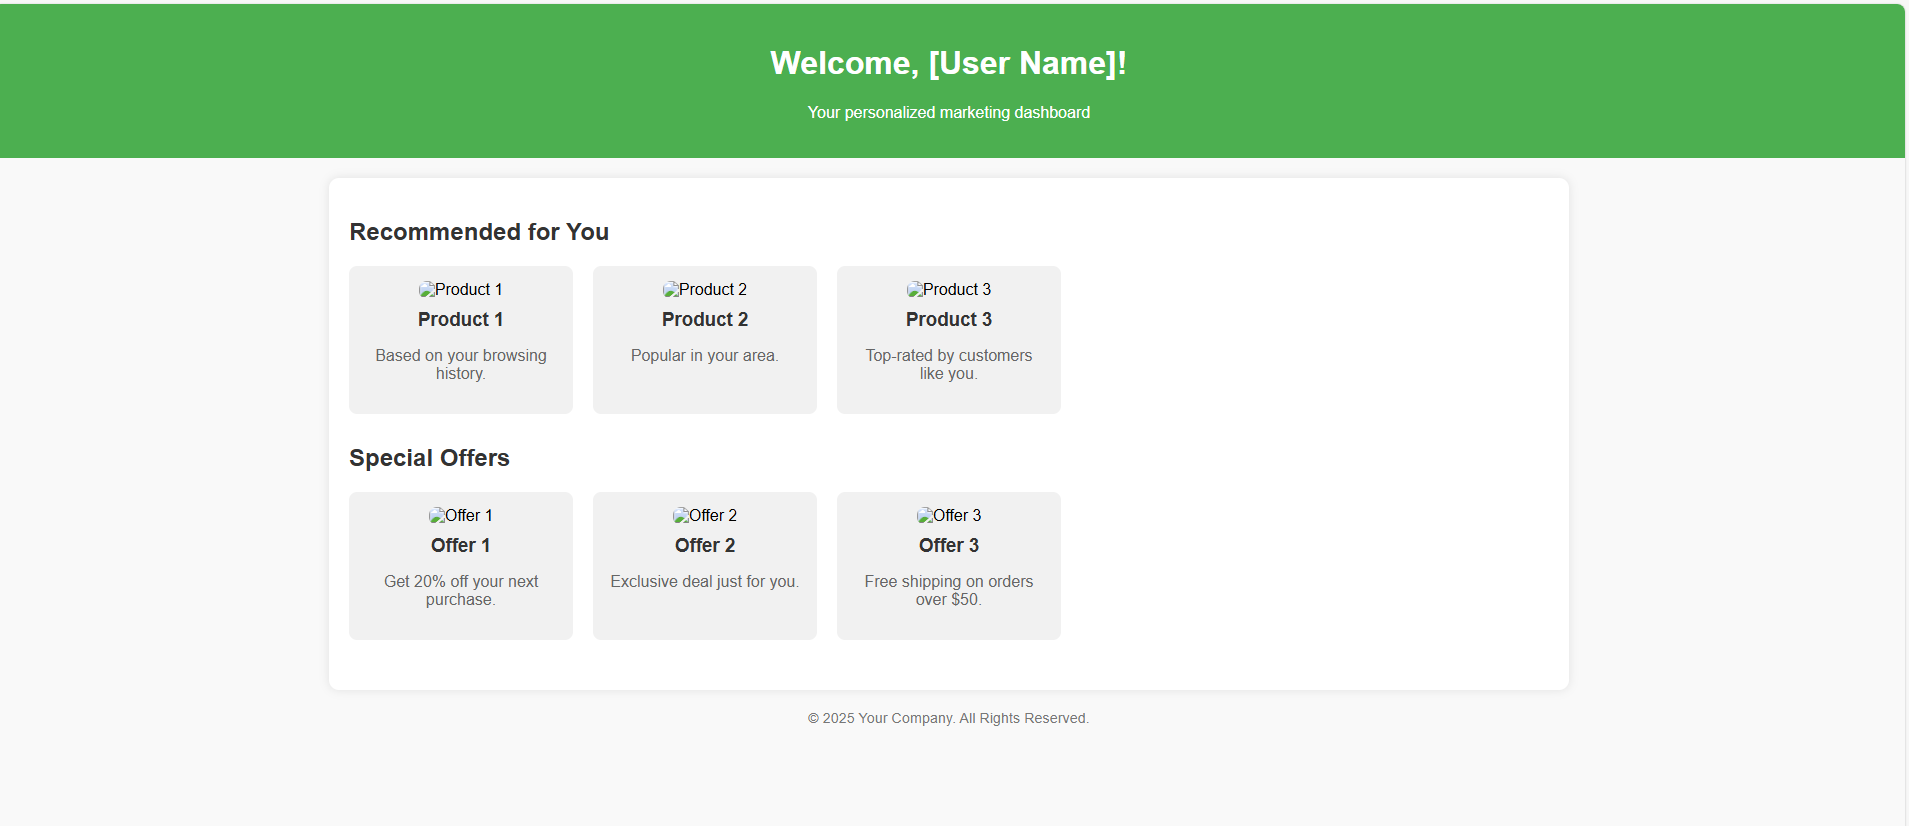 Welcome, [User Name]!
Your personalized marketing dashboard
Recommended for You
Product 1
Product 1
Based on your browsing
history.
Product 2
Product 2
Popular in your area.
Product 3
Product 3
Top-rated by customers
like you.
Special Offers
Offer 1
Offer 1
Get 20% off your next
purchase.
Offer 2
Offer 2
Exclusive deal just for you.
Offer 3
Offer 3
Free shipping on orders
over $50.
© 2025 Your Company. All Rights Reserved.